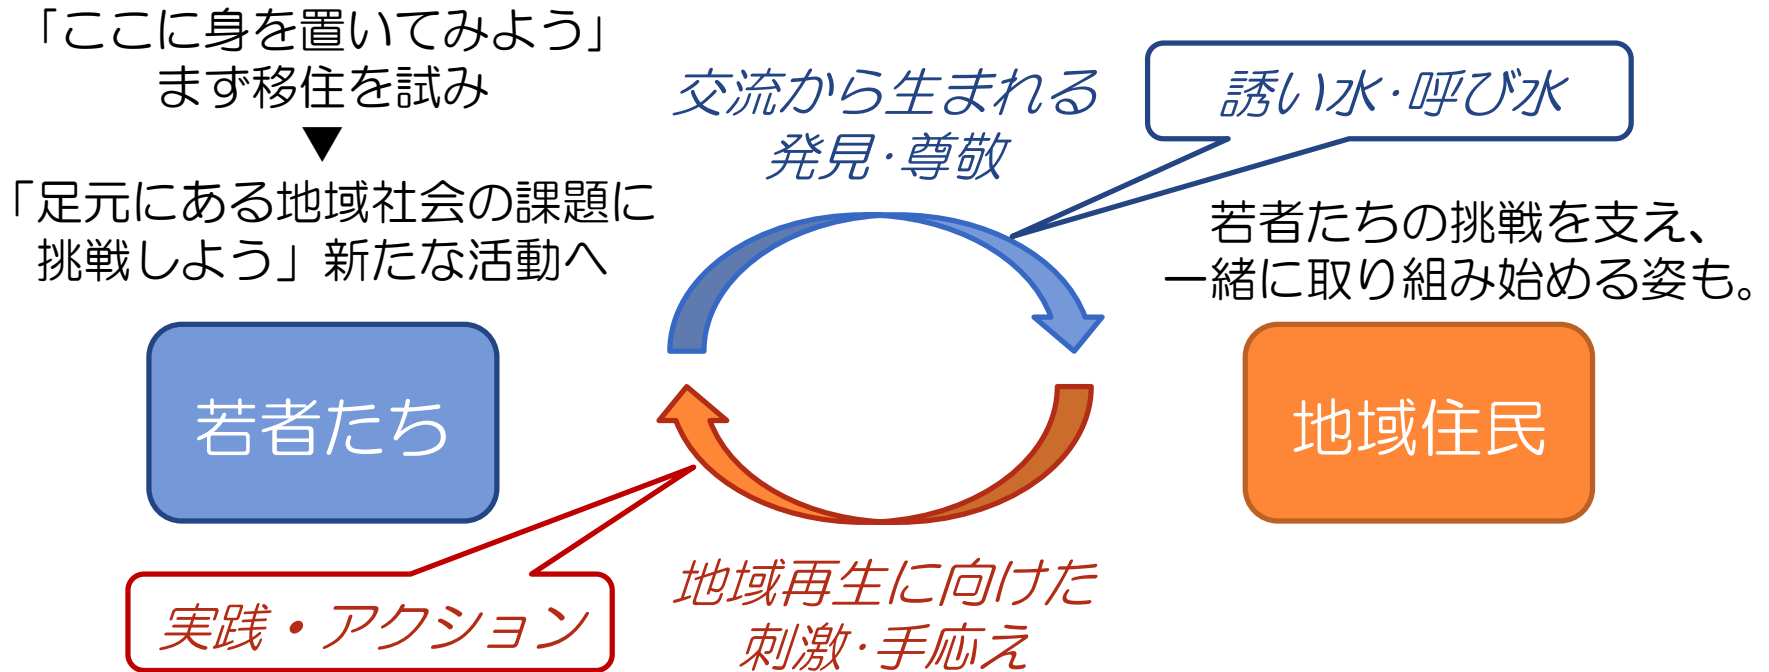 「ここに身を置いてみよう」
まず移住を試み
▼
「足元にある地域社会の課題に
挑戦しよう」新たな活動へ
若者たち
交流から生まれる
発見・尊敬
誘い水・呼び水
若者たちの挑戦を支え、
一緒に取り組み始める姿も。
地域住民
実践・アクション
地域再生に向けた
刺激・手応え